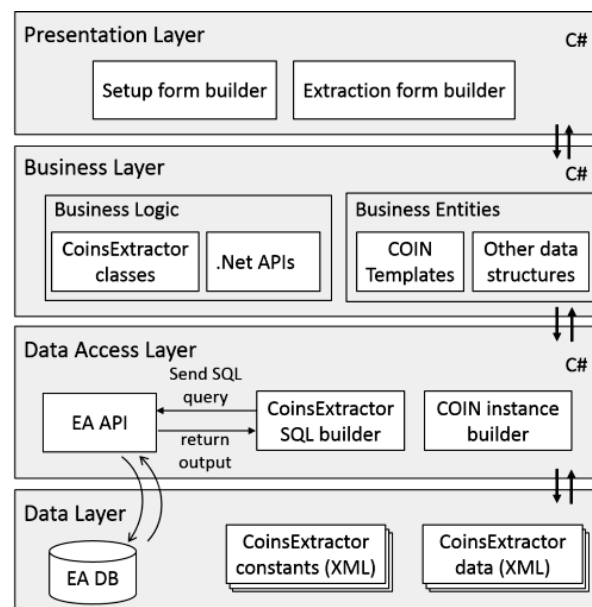 Presentation Layer
C#
Setup form builder
Extraction form builder
Business Layer
C#
Business Logic
Business Entities
CoinsExtractor
classes
.Net APIs
COIN
Templates
Other data
structures
Data Access Layer
C#
Send SQL
query
EA API
return
output
CoinsExtractor
SQL builder
COIN instance
builder
Data Layer
EA DB
CoinsExtractor
constants (XML)
CoinsExtractor
data (XML)